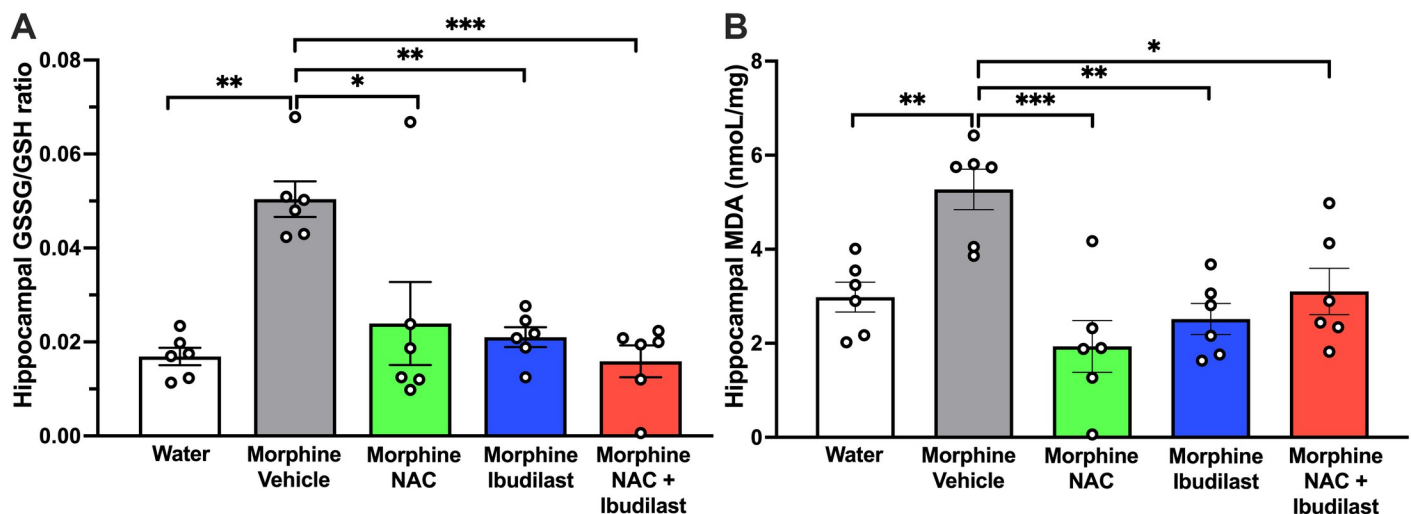 A
Hippocampal GSSG/GSH ratio
0.08
0.06
0.04
0.02
0.00
***
**
**
*
Water
Morphine
Vehicle
Morphine
NAC
Morphine
Ibudilast
Morphine
NAC +
Ibudilast
B
Hippocampal MDA (nmoL/mg)
8
6
4
2
0
*
**
**
***
Water
Morphine
Vehicle
Morphine
NAC
Morphine
Ibudilast
Morphine
NAC +
Ibudilast